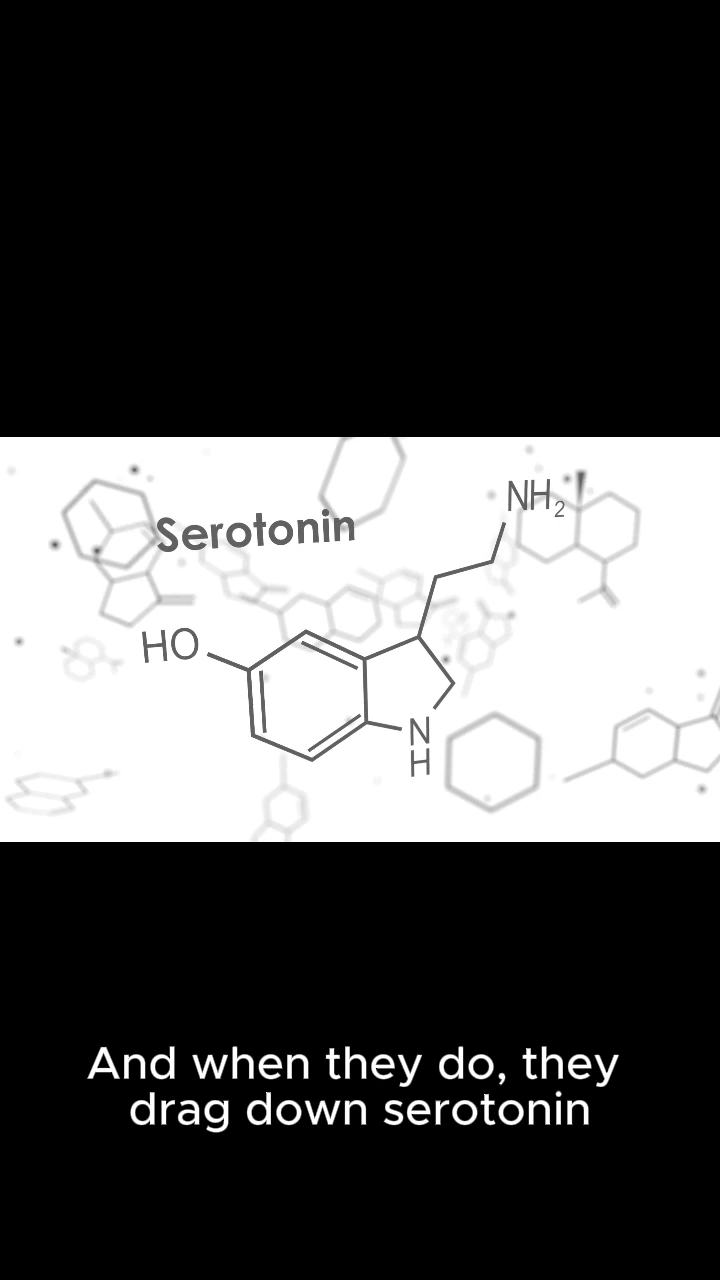 Serotonin
NH2
HO
N
H
And when they do, they
drag down serotonin